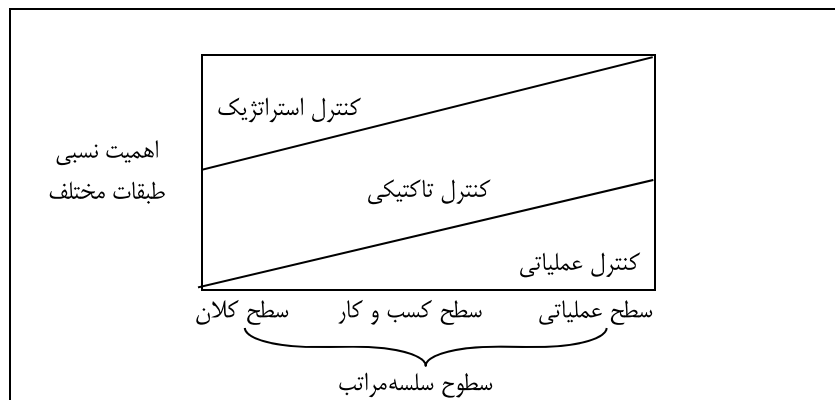 کنترل استراتژیک
اهمیت نسبی
طبقات مختلف
کنترل تاکتیکی
کنترل عملیاتی
سطح عملیاتی
سطح کسب و کار
سطح کلان
سطوح سلسه‌مراتب